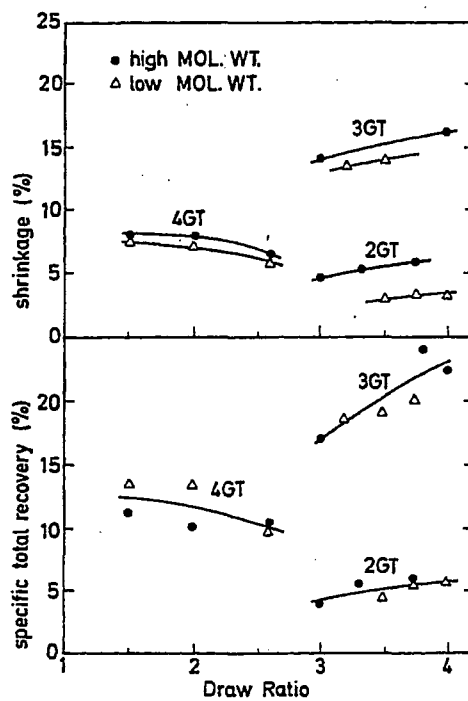 25
20
15
10
5
0
shrinkage (%)
high MOL. WT.
low MOL. WT.
3GT
4GT
2GT
20
15
10
5
0
specific total recovery (%)
3GT
4GT
2GT
1
2
3
4
Draw Ratio